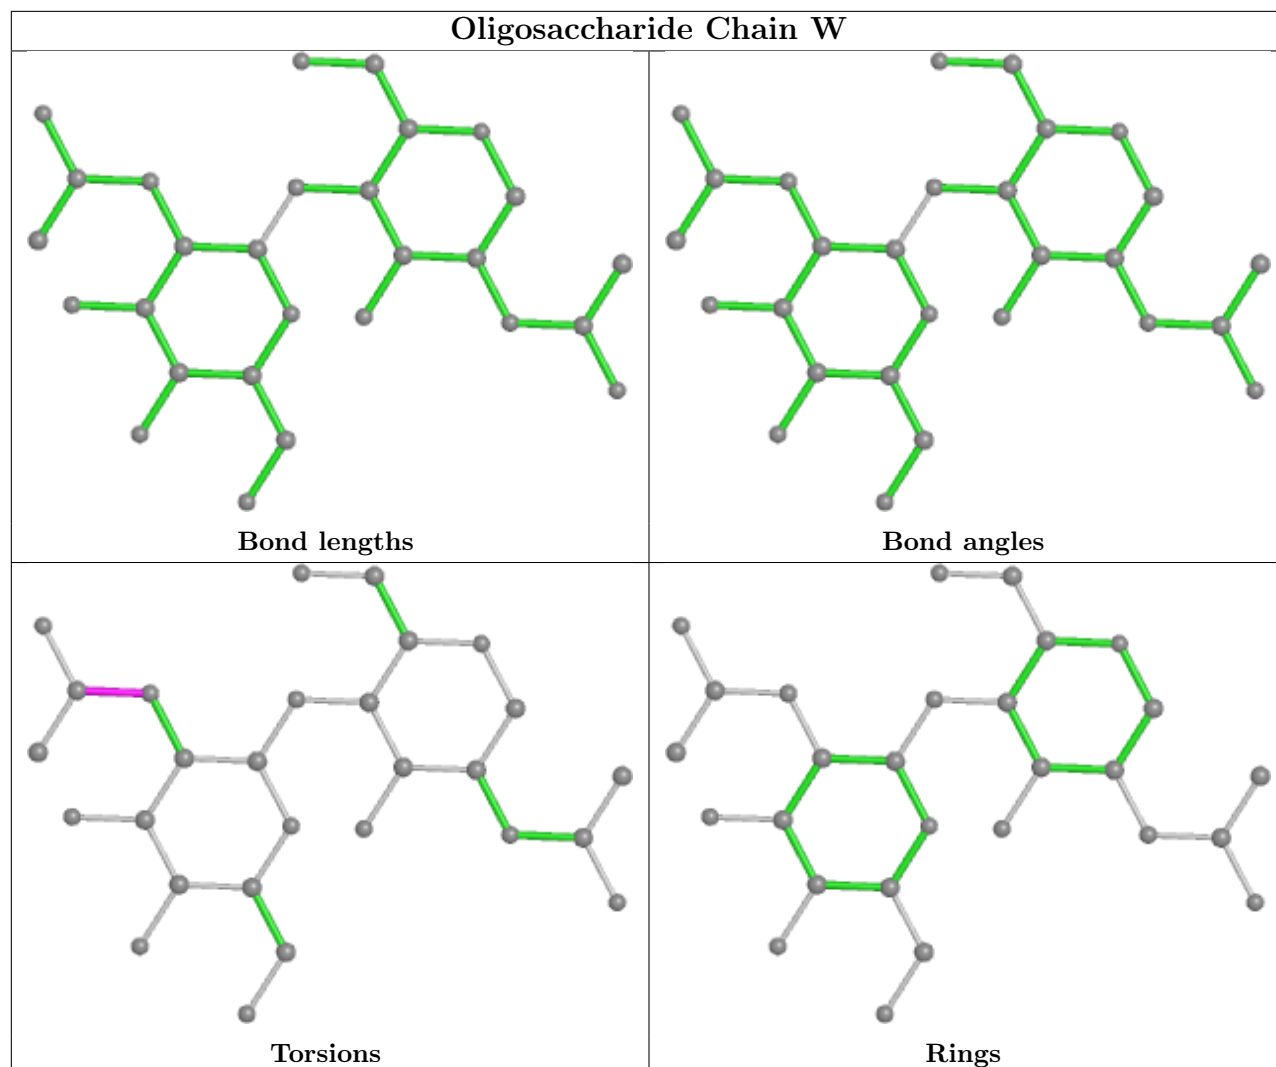 Oligosaccharide Chain W
Bond lengths
Bond angles
Torsions
Rings